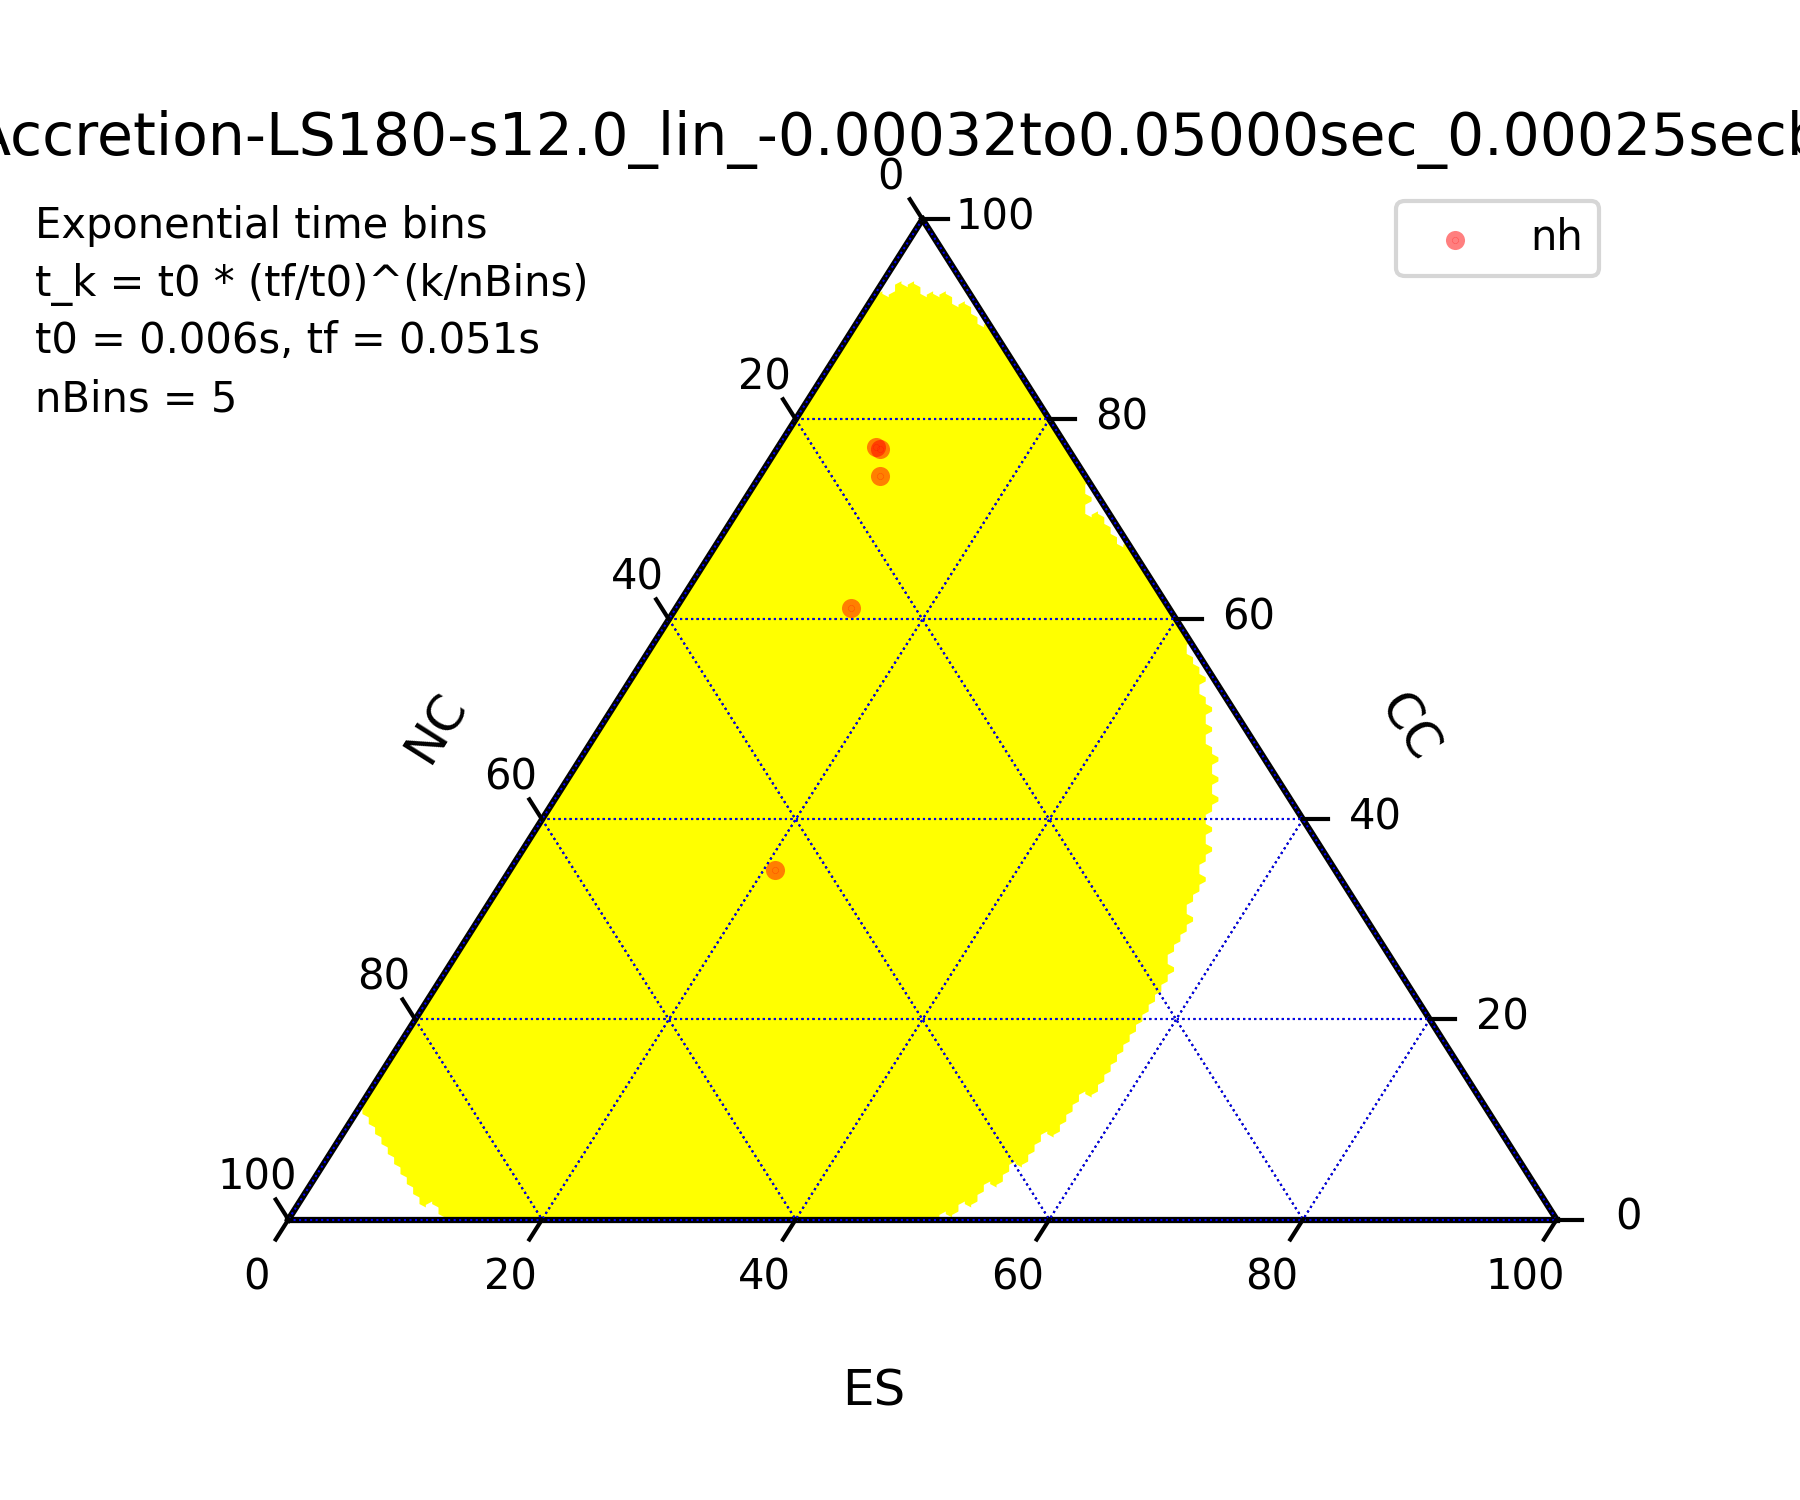 Accretion-LS180-s12.0_lin_-0.00032to0.05000sec_0.00025secb
0
Exponential time bins
t_k = t0 * (tf/t0)^(k/nBins)
t0 = 0.006s, tf = 0.051s
nBins = 5
100
nh
20
80
40
60
NC
CC
60
40
80
20
100
0
0
20
40
60
80
100
ES